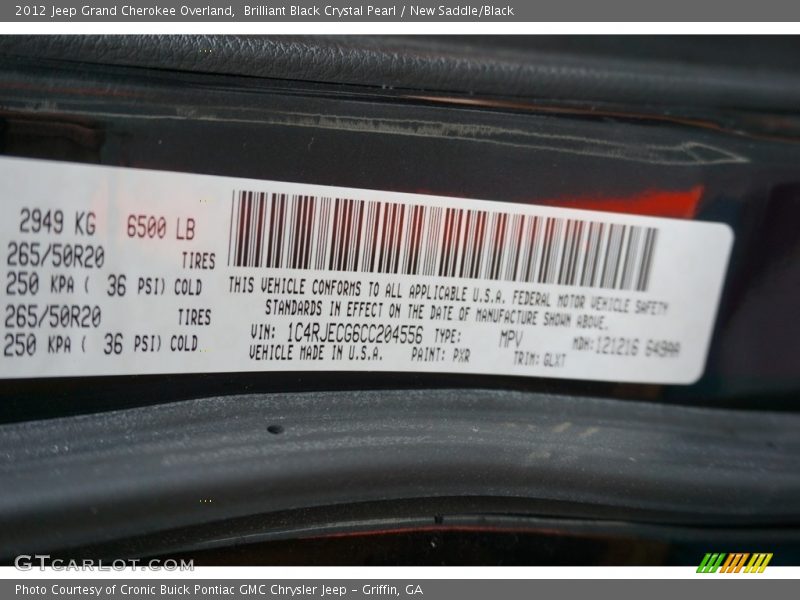 2012 Jeep Grand Cherokee Overland,  Brilliant Black Crystal Pearl / New Saddle/Black
2949 KG 6500 LB
265/50R20 TIRES
250 KPA ( 36 PSI) COLD
265/50R20 TIRES
250 KPA ( 36 PSI) COLD
THIS VEHICLE CONFORMS TO ALL APPLICABLE U.S.A. FEDERAL MOTOR VEHICLE SAFETY
STANDARDS IN EFFECT ON THE DATE OF MANUFACTURE SHOWN ABOVE.
VIN: 1C4RJECG6CC204556 TYPE: MPV MDH:121216 649AA
VEHICLE MADE IN U.S.A. PAINT: PXR TRIM: GLXT
GTcarlot.com
Photo Courtesy of Cronic Buick Pontiac GMC Chrysler Jeep - Griffin, GA